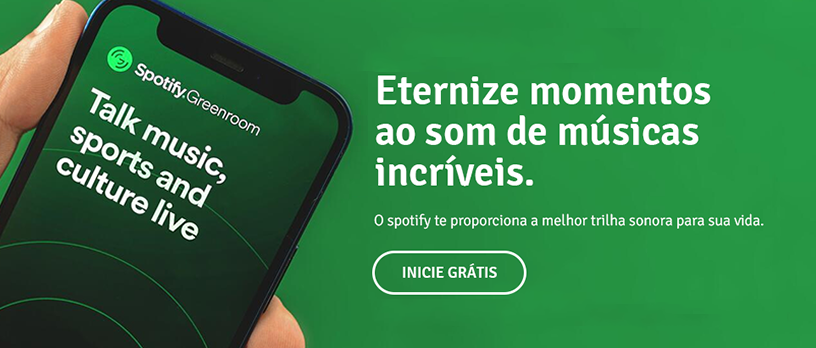 Spotify.Greenroom
Talk music,
sports and
culture live
Eternize momentos
ao som de músicas
incríveis.
O spotify te proporciona a melhor trilha sonora para sua vida.
INICIE GRÁTIS